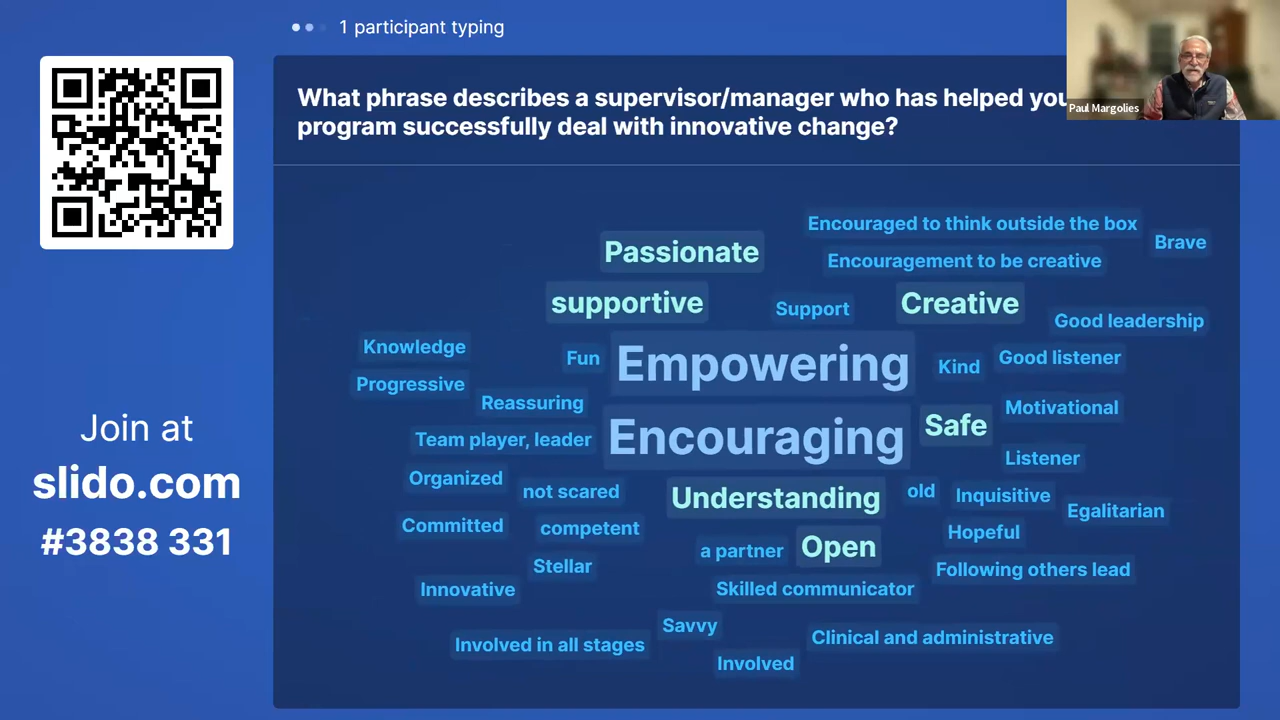 1 participant typing
What phrase describes a supervisor/manager who has helped you
program successfully deal with innovative change?
Paul Margolies
Encouraged to think outside the box
Brave
Passionate
Encouragement to be creative
supportive
Support
Creative
Good leadership
Knowledge
Fun
Empowering
Kind
Good listener
Progressive
Reassuring
Motivational
Team player, leader
Encouraging
Safe
Listener
Organized
not scared
Understanding
old
Inquisitive
Egalitarian
Committed
competent
Hopeful
a partner
Open
Stellar
Following others lead
Innovative
Skilled communicator
Savvy
Involved in all stages
Clinical and administrative
Involved
Join at
slido.com
#3838 331